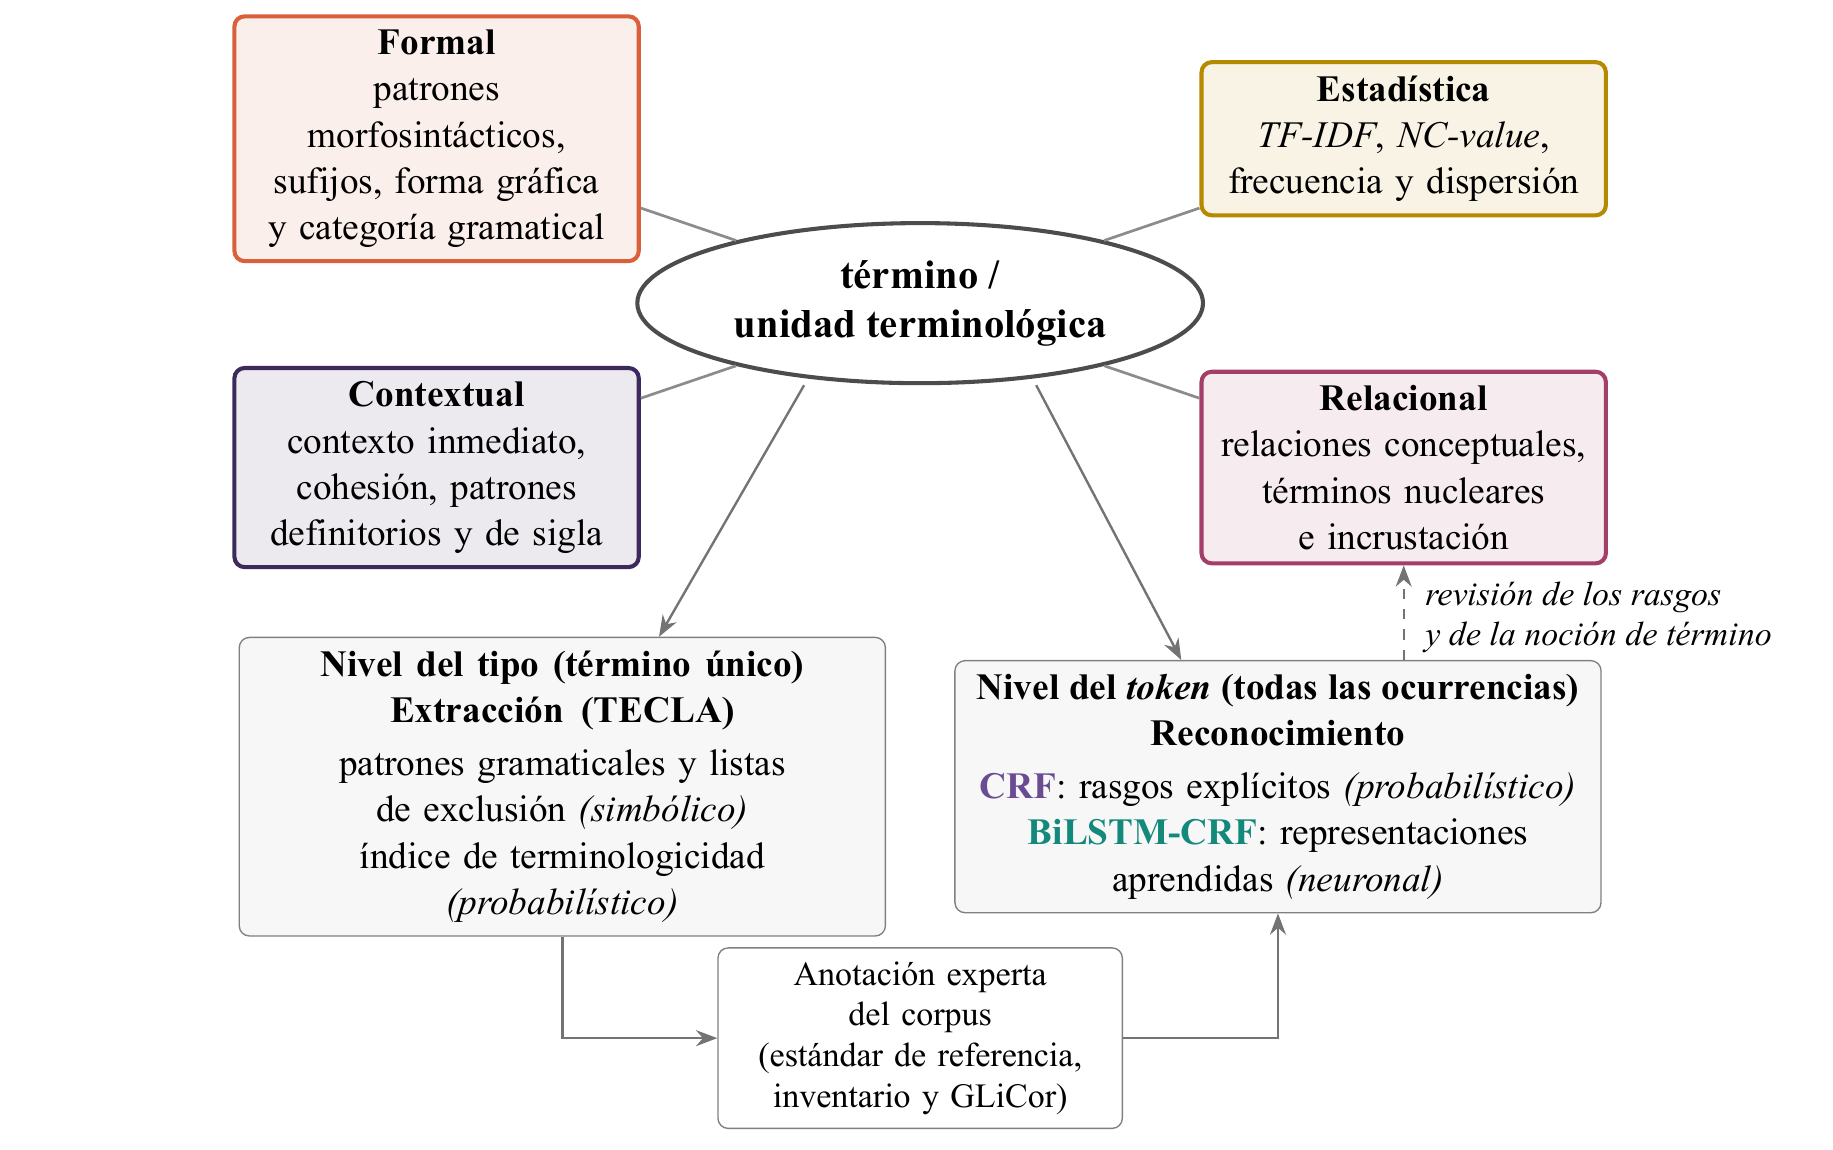 Formal
patrones
morfosintácticos,
sufijos, forma gráfica
y categoría gramatical
Estadística
TF-IDF, NC-value,
frecuencia y dispersión
término /
unidad terminológica
Contextual
contexto inmediato,
cohesión, patrones
definitorios y de sigla
Relacional
relaciones conceptuales,
términos nucleares
e incrustación
revisión de los rasgos
y de la noción de término
Nivel del tipo (término único)
Extracción (TECLA)
patrones gramaticales y listas
de exclusión (simbólico)
índice de terminologicidad
(probabilístico)
Nivel del token (todas las ocurrencias)
Reconocimiento
CRF: rasgos explícitos (probabilístico)
BiLSTM-CRF: representaciones
aprendidas (neuronal)
Anotación experta
del corpus
(estándar de referencia,
inventario y GLiCor)